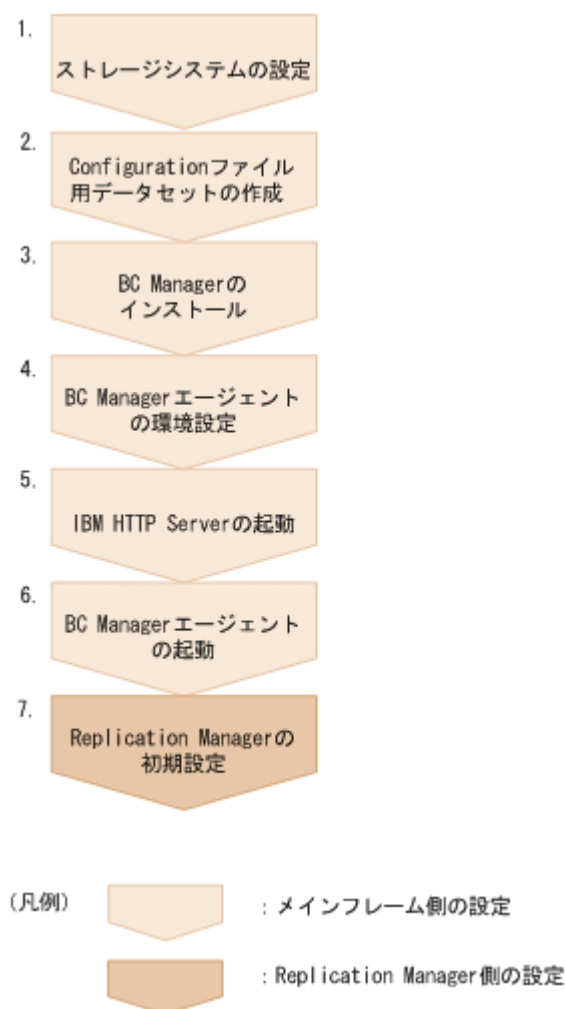 1.
ストレージシステムの設定
2.
Configurationファイル
用データセットの作成
3.
BC Managerの
インストール
4.
BC Managerエージェント
の環境設定
5.
IBM HTTP Serverの起動
6.
BC Managerエージェント
の起動
7.
Replication Managerの
初期設定
(凡例)
：メインフレーム側の設定
：Replication Manager側の設定